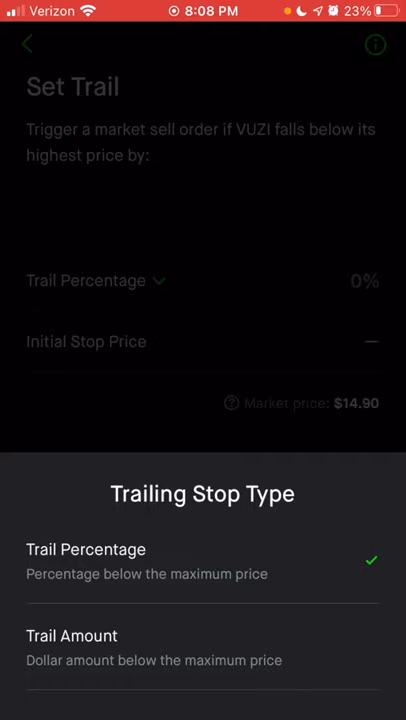 Verizon 8:08 PM 23%
Set Trail
Trigger a market sell order if VUZI falls below its
highest price by:
Trail Percentage 0%
Initial Stop Price —
Market price: $14.90
Trailing Stop Type
Trail Percentage
Percentage below the maximum price
Trail Amount
Dollar amount below the maximum price